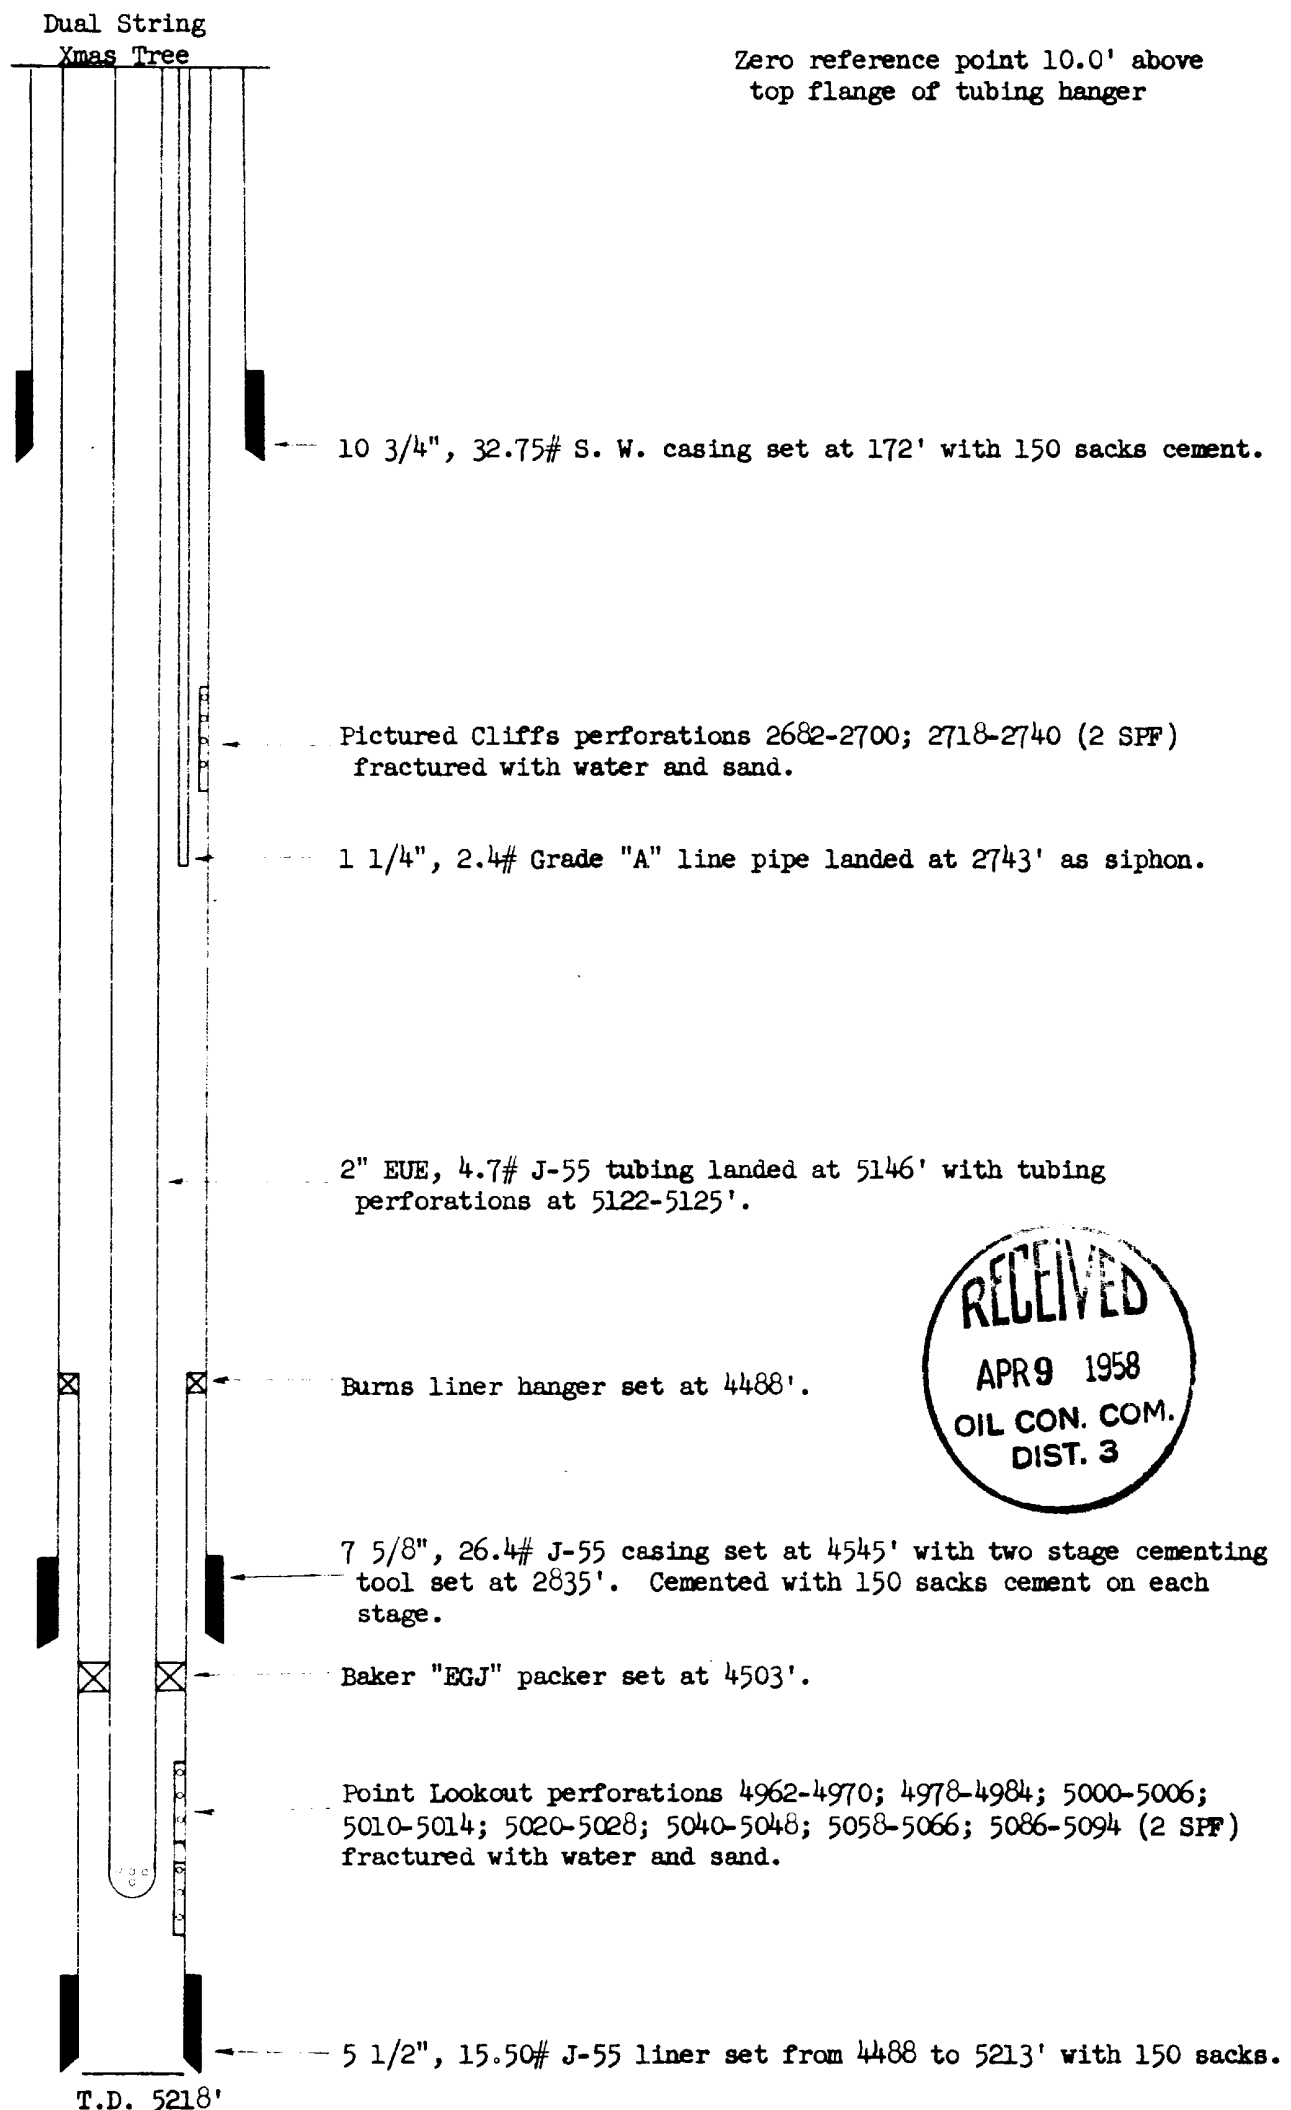 Dual String
Xmas Tree
Zero reference point 10.0' above
top flange of tubing hanger
10 3/4", 32.75# S. W. casing set at 172' with 150 sacks cement.
Pictured Cliffs perforations 2682-2700; 2718-2740 (2 SPF)
fractured with water and sand.
1 1/4", 2.4# Grade "A" line pipe landed at 2743' as siphon.
2" EUE, 4.7# J-55 tubing landed at 5146' with tubing
perforations at 5122-5125'.
RECEIVED
APR 9 1958
OIL CON. COM.
DIST. 3
Burns liner hanger set at 4488'.
7 5/8", 26.4# J-55 casing set at 4545' with two stage cementing
tool set at 2835'. Cemented with 150 sacks cement on each
stage.
Baker "EGJ" packer set at 4503'.
Point Lookout perforations 4962-4970; 4978-4984; 5000-5006;
5010-5014; 5020-5028; 5040-5048; 5058-5066; 5086-5094 (2 SPF)
fractured with water and sand.
5 1/2", 15.50# J-55 liner set from 4488 to 5213' with 150 sacks.
T.D. 5218'